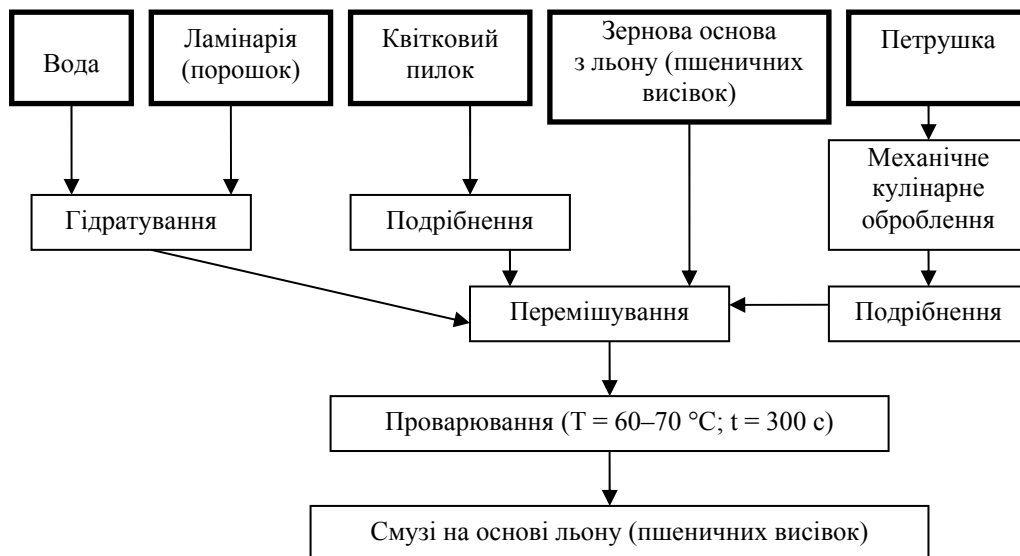 Вода
Ламінарія
(порошок)
Квітковий
пилок
Зернова основа
з льону (пшеничних
висівок)
Петрушка
Механічне
кулінарне
оброблення
Гідратування
Подрібнення
Перемішування
Подрібнення
Проварювання (Т = 60–70 °С; t = 300 с)
Смузі на основі льону (пшеничних висівок)